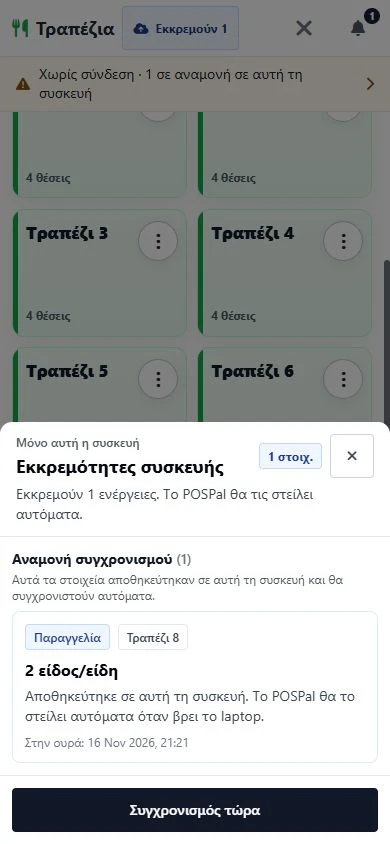 Τραπέζια
Εκκρεμούν 1
1
Χωρίς σύνδεση · 1 σε αναμονή σε αυτή τη
συσκευή
4 θέσεις
4 θέσεις
Τραπέζι 3
Τραπέζι 4
4 θέσεις
4 θέσεις
Τραπέζι 5
Τραπέζι 6
Μόνο αυτή η συσκευή
Εκκρεμότητες συσκευής
1 στοιχ.
Εκκρεμούν 1 ενέργειες. Το POSPal θα τις στείλει
αυτόματα.
Αναμονή συγχρονισμού (1)
Αυτά τα στοιχεία αποθηκεύτηκαν σε αυτή τη συσκευή και θα
συγχρονιστούν αυτόματα.
Παραγγελία
Τραπέζι 8
2 είδος/είδη
Αποθηκεύτηκε σε αυτή τη συσκευή. Το POSPal θα το
στείλει αυτόματα όταν βρει το laptop.
Στην ουρά: 16 Nov 2026, 21:21
Συγχρονισμός τώρα